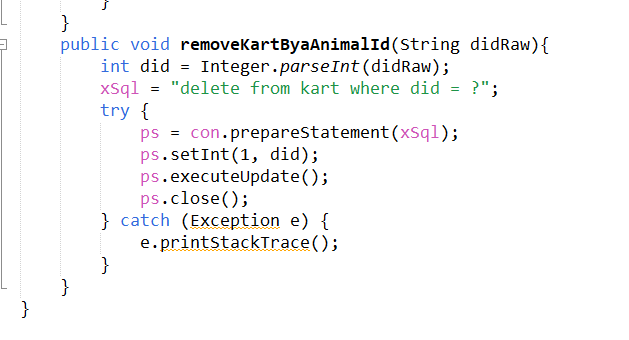 }
}
public void removeKartByaAnimalId(String didRaw){
int did = Integer.parseInt(didRaw);
xSql = "delete from kart where did = ?";
try {
ps = con.prepareStatement(xSql);
ps.setInt(1, did);
ps.executeUpdate();
ps.close();
} catch (Exception e) {
e.printStackTrace();
}
}
}